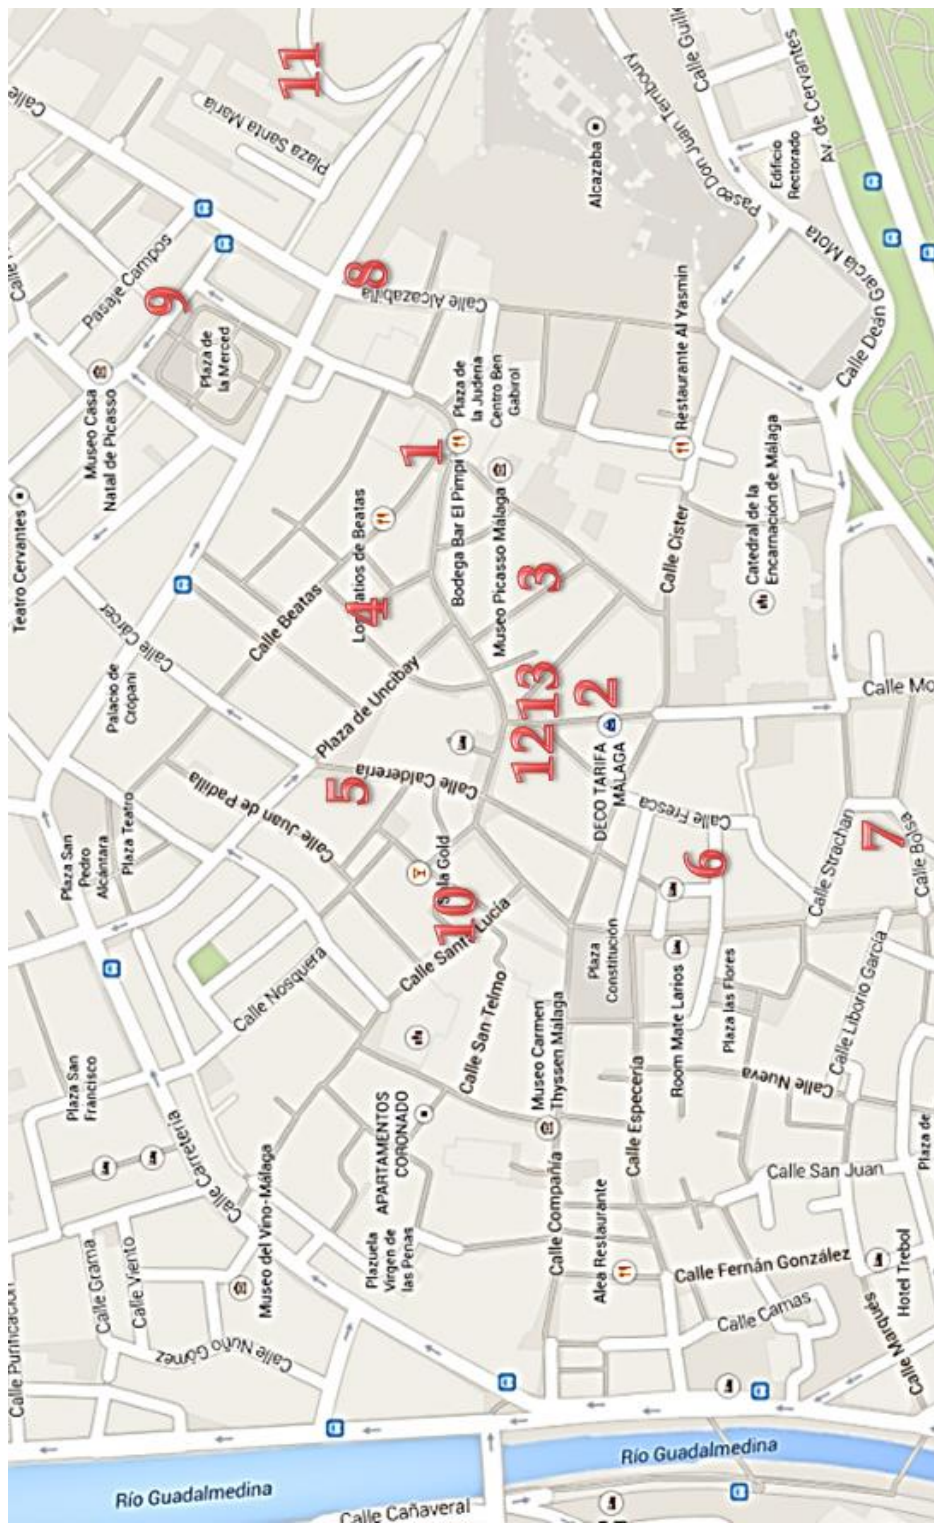 Calle Purificación
Plaza San
Francisco
Teatro Cervantes
Calle
Calle
Calle Grama
Calle Viento
Plaza San
Pedro
Alcántara
Plaza Teatro
Palacio de
Cropani
Museo Casa
Natal de Picasso
Pasaje Campos
9
Calle Cárcer
Río Guadalmedina
Calle Nuño Gómez
Calle Carretería
Museo del Vino-Málaga
Calle Nosquera
Calle Juan de Padilla
Plaza de
la Merced
Plaza Santa María
11
Calle Beatas
Los Patios de Beatas
4
Plaza de Uncibay
5
Calle Calderería
8
Calle Alcazabilla
1
Plazuela
Virgen de
las Penas
APARTAMENTOS
CORONADO
Calle Cañaveral
Calle Santa Lucía
10
Sala Gold
Calle San Telmo
Bodega Bar El Pimpi
Plaza de
la Judería
Centro Ben
Gabirol
Museo Picasso Málaga
Museo Carmen
Thyssen Málaga
Calle Compañía
12
13
3
2
Alea Restaurante
Calle Especería
Plaza
Constitución
DECO TARIFA
MÁLAGA
Alcazaba
Paseo Don Juan Temboury
Calle Fresca
6
Room Mate Larios
Plaza las Flores
Calle Císter
Restaurante Al Yasmin
Río Guadalmedina
Calle Fernán González
Calle Camas
Calle San Juan
Calle Nueva
Catedral de la
Encarnación de Málaga
Edificio
Rectorado
Av. de Cervantes
Calle Deán
García Mota
Calle Strachan
Calle Liborio García
7
Calle Bolsa
Calle Mo
Calle Marqués
Hotel Trebol
Plaza de
Calle Guill